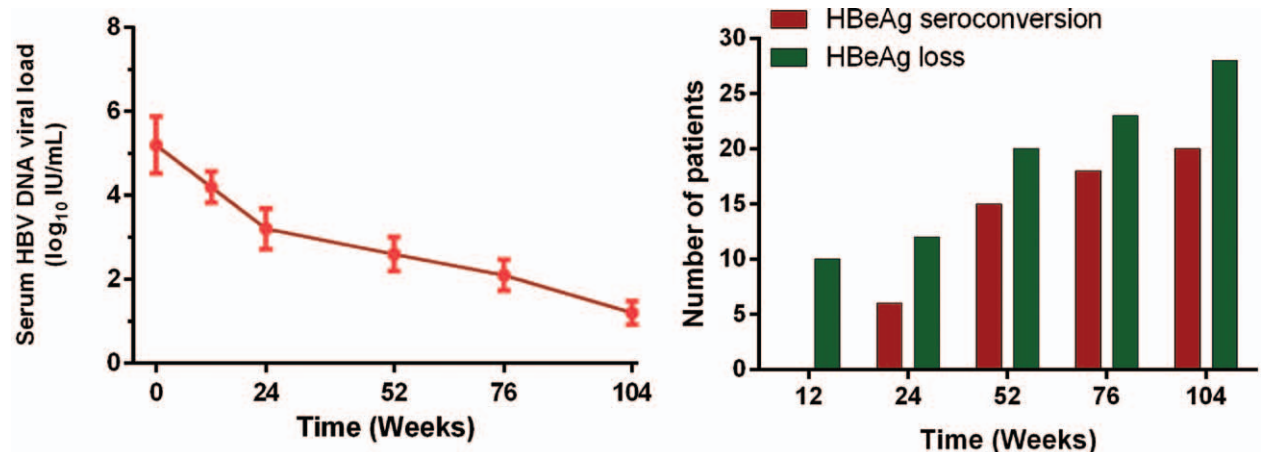 Serum HBV DNA viral load
(log10 IU/mL)
8
6
4
2
0
0 24 52 76 104
Time (Weeks)
HBeAg seroconversion
HBeAg loss
Number of patients
30
25
20
15
10
5
0
12 24 52 76 104
Time (Weeks)